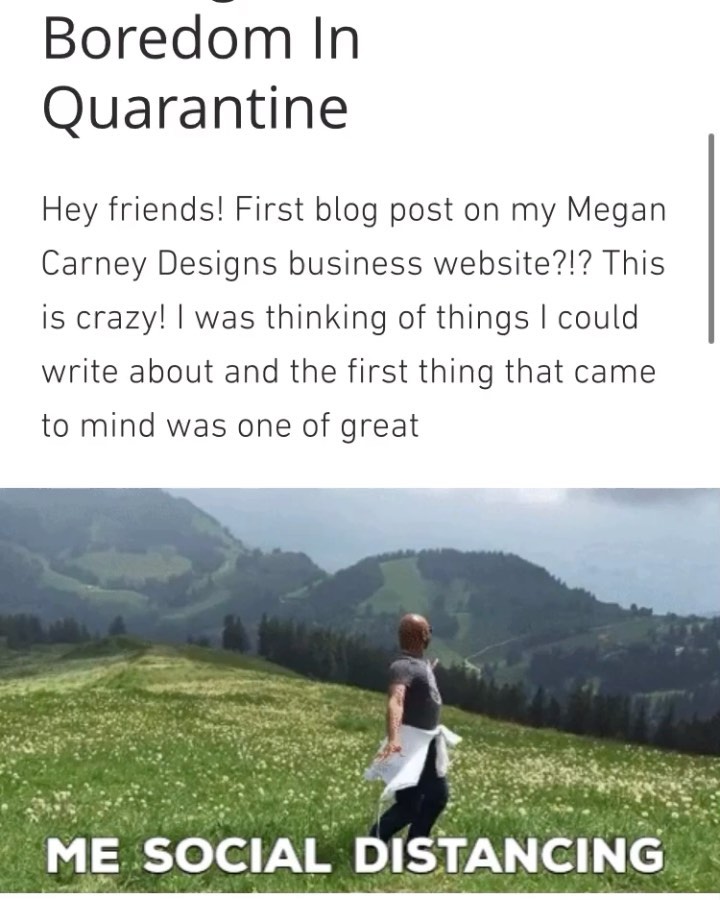 Boredom In
Quarantine
Hey friends! First blog post on my Megan
Carney Designs business website?!? This
is crazy! I was thinking of things I could
write about and the first thing that came
to mind was one of great
ME SOCIAL DISTANCING